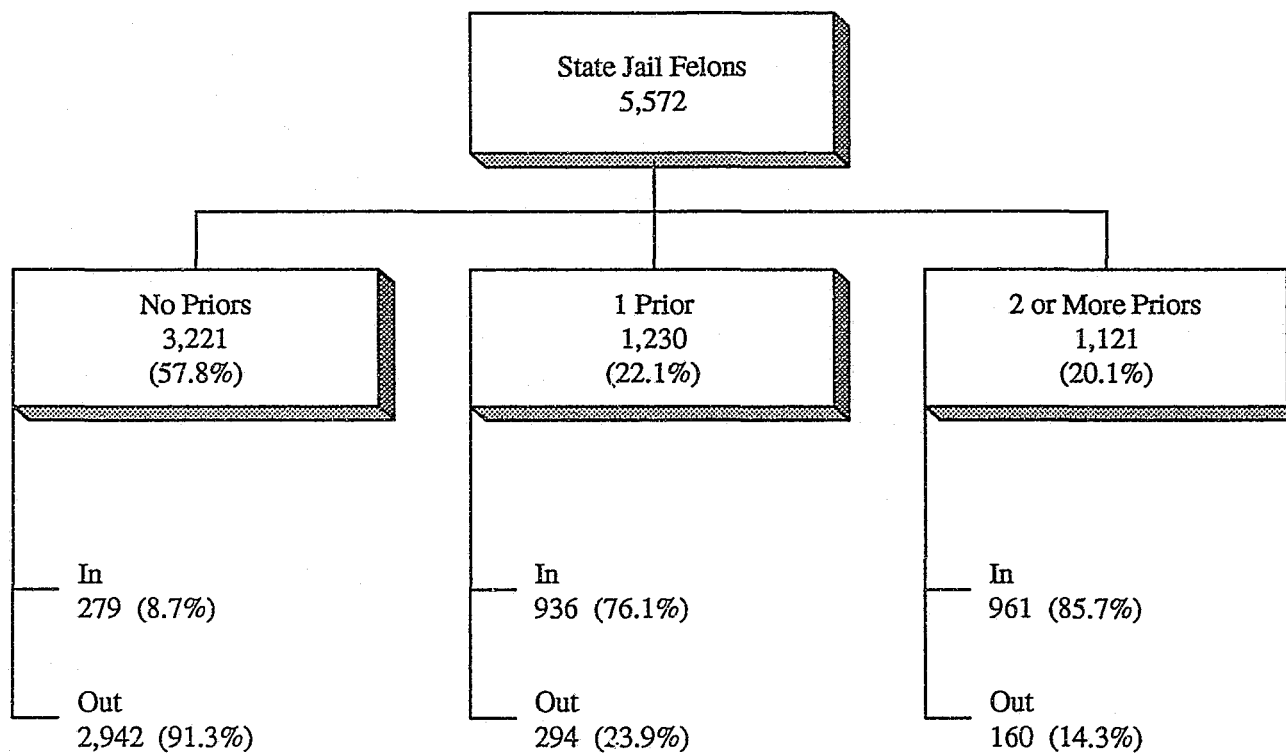 State Jail Felons
5,572
No Priors
3,221
(57.8%)
1 Prior
1,230
(22.1%)
2 or More Priors
1,121
(20.1%)
In
279 (8.7%)
Out
2,942 (91.3%)
In
936 (76.1%)
Out
294 (23.9%)
In
961 (85.7%)
Out
160 (14.3%)